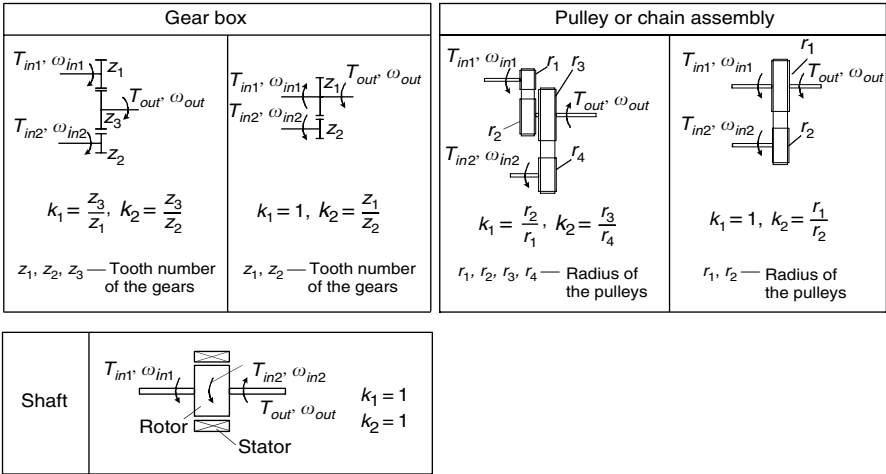 Gear box
Pulley or chain assembly
T_in1, ω_in1
z_1
T_out, ω_out
z_3
T_in2, ω_in2
z_2
k_1 = z_3/z_1, k_2 = z_3/z_2
z_1, z_2, z_3 — Tooth number
of the gears
T_in1, ω_in1
z_1
T_out, ω_out
T_in2, ω_in2
z_2
k_1 = 1, k_2 = z_1/z_2
z_1, z_2 — Tooth number
of the gears
T_in1, ω_in1
r_1
r_3
T_out, ω_out
r_2
T_in2, ω_in2
r_4
k_1 = r_2/r_1, k_2 = r_3/r_4
r_1, r_2, r_3, r_4 — Radius of
the pulleys
r_1
T_in1, ω_in1
T_out, ω_out
T_in2, ω_in2
r_2
k_1 = 1, k_2 = r_1/r_2
r_1, r_2 — Radius of
the pulleys
Shaft
T_in1, ω_in1
T_in2, ω_in2
T_out, ω_out
Rotor
Stator
k_1 = 1
k_2 = 1